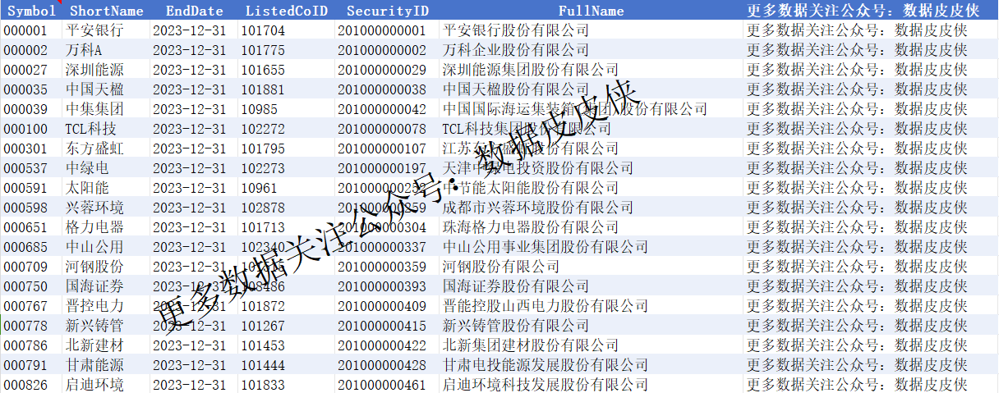 Symbol ShortName EndDate ListedCoID SecurityID FullName 更多数据关注公众号：数据皮皮侠
000001 平安银行 2023-12-31 101704 201000000001 平安银行股份有限公司 更多数据关注公众号：数据皮皮侠
000002 万科A 2023-12-31 101775 201000000002 万科企业股份有限公司 更多数据关注公众号：数据皮皮侠
000027 深圳能源 2023-12-31 101655 201000000029 深圳能源集团股份有限公司 更多数据关注公众号：数据皮皮侠
000035 中国天楹 2023-12-31 101881 201000000038 中国天楹股份有限公司 更多数据关注公众号：数据皮皮侠
000039 中集集团 2023-12-31 10985 201000000042 中国国际海运集装箱(集团)股份有限公司 更多数据关注公众号：数据皮皮侠
000100 TCL科技 2023-12-31 102272 201000000078 TCL科技集团股份有限公司 更多数据关注公众号：数据皮皮侠
000301 东方盛虹 2023-12-31 101795 201000000107 江苏东方盛虹股份有限公司 更多数据关注公众号：数据皮皮侠
000537 中绿电 2023-12-31 102273 201000000197 天津中绿电投资股份有限公司 更多数据关注公众号：数据皮皮侠
000591 太阳能 2023-12-31 10961 201000000252 中节能太阳能股份有限公司 更多数据关注公众号：数据皮皮侠
000598 兴蓉环境 2023-12-31 102878 201000000259 成都市兴蓉环境股份有限公司 更多数据关注公众号：数据皮皮侠
000651 格力电器 2023-12-31 101713 201000000304 珠海格力电器股份有限公司 更多数据关注公众号：数据皮皮侠
000685 中山公用 2023-12-31 102340 201000000337 中山公用事业集团股份有限公司 更多数据关注公众号：数据皮皮侠
000709 河钢股份 2023-12-31 201000000359 河钢股份有限公司 更多数据关注公众号：数据皮皮侠
000750 国海证券 2023-12-31 108486 201000000393 国海证券股份有限公司 更多数据关注公众号：数据皮皮侠
000767 晋控电力 2023-12-31 101872 201000000409 晋能控股山西电力股份有限公司 更多数据关注公众号：数据皮皮侠
000778 新兴铸管 2023-12-31 101267 201000000415 新兴铸管股份有限公司 更多数据关注公众号：数据皮皮侠
000786 北新建材 2023-12-31 101453 201000000422 北新集团建材股份有限公司 更多数据关注公众号：数据皮皮侠
000791 甘肃能源 2023-12-31 101444 201000000428 甘肃电投能源发展股份有限公司 更多数据关注公众号：数据皮皮侠
000826 启迪环境 2023-12-31 101833 201000000461 启迪环境科技发展股份有限公司 更多数据关注公众号：数据皮皮侠
更多数据关注公众号：数据皮皮侠